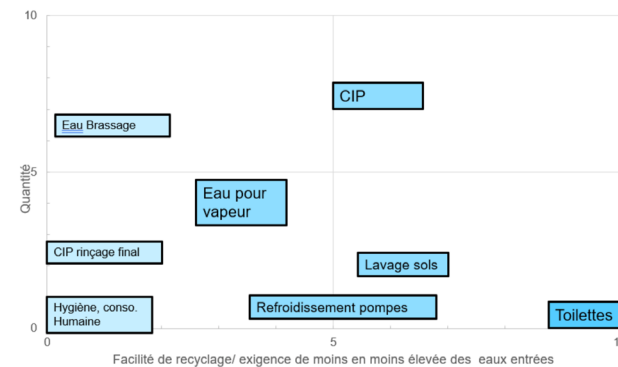 10
CIP
Eau Brassage
5
Quantité
Eau pour
vapeur
CIP rinçage final
Lavage sols
Hygiène, conso.
Humaine
Refroidissement pompes
Toilettes
0
0
5
Facilité de recyclage/ exigence de moins en moins élevée des eaux entrées